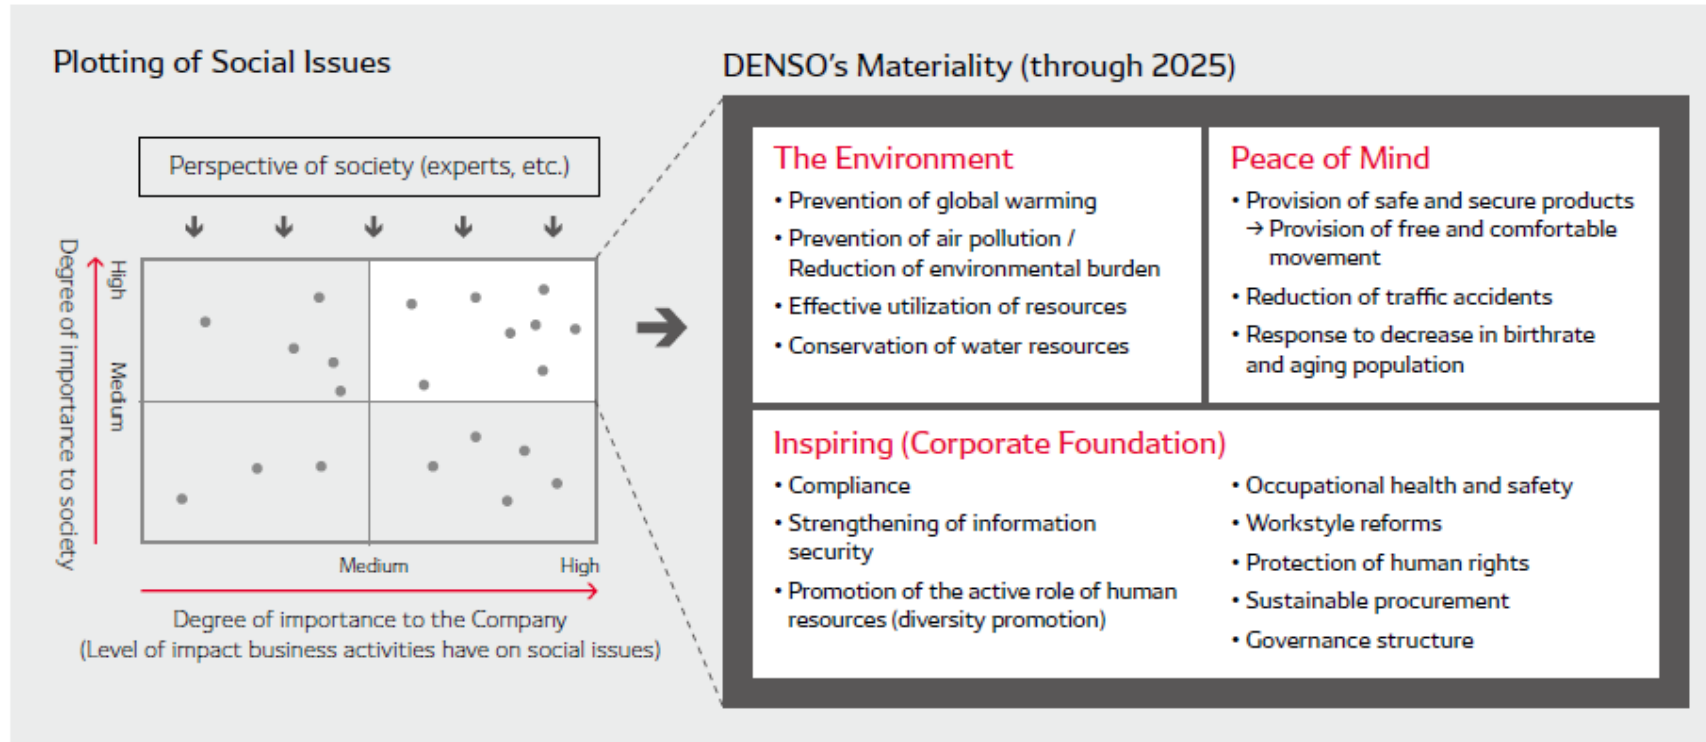 Plotting of Social Issues
Perspective of society (experts, etc.)
Degree of importance to society
High
Medium
Medium
High
Degree of importance to the Company
(Level of impact business activities have on social issues)
DENSO's Materiality (through 2025)
The Environment
• Prevention of global warming
• Prevention of air pollution /
Reduction of environmental burden
• Effective utilization of resources
• Conservation of water resources
Peace of Mind
• Provision of safe and secure products
→ Provision of free and comfortable
movement
• Reduction of traffic accidents
• Response to decrease in birthrate
and aging population
Inspiring (Corporate Foundation)
• Compliance
• Strengthening of information
security
• Promotion of the active role of human
resources (diversity promotion)
• Occupational health and safety
• Workstyle reforms
• Protection of human rights
• Sustainable procurement
• Governance structure